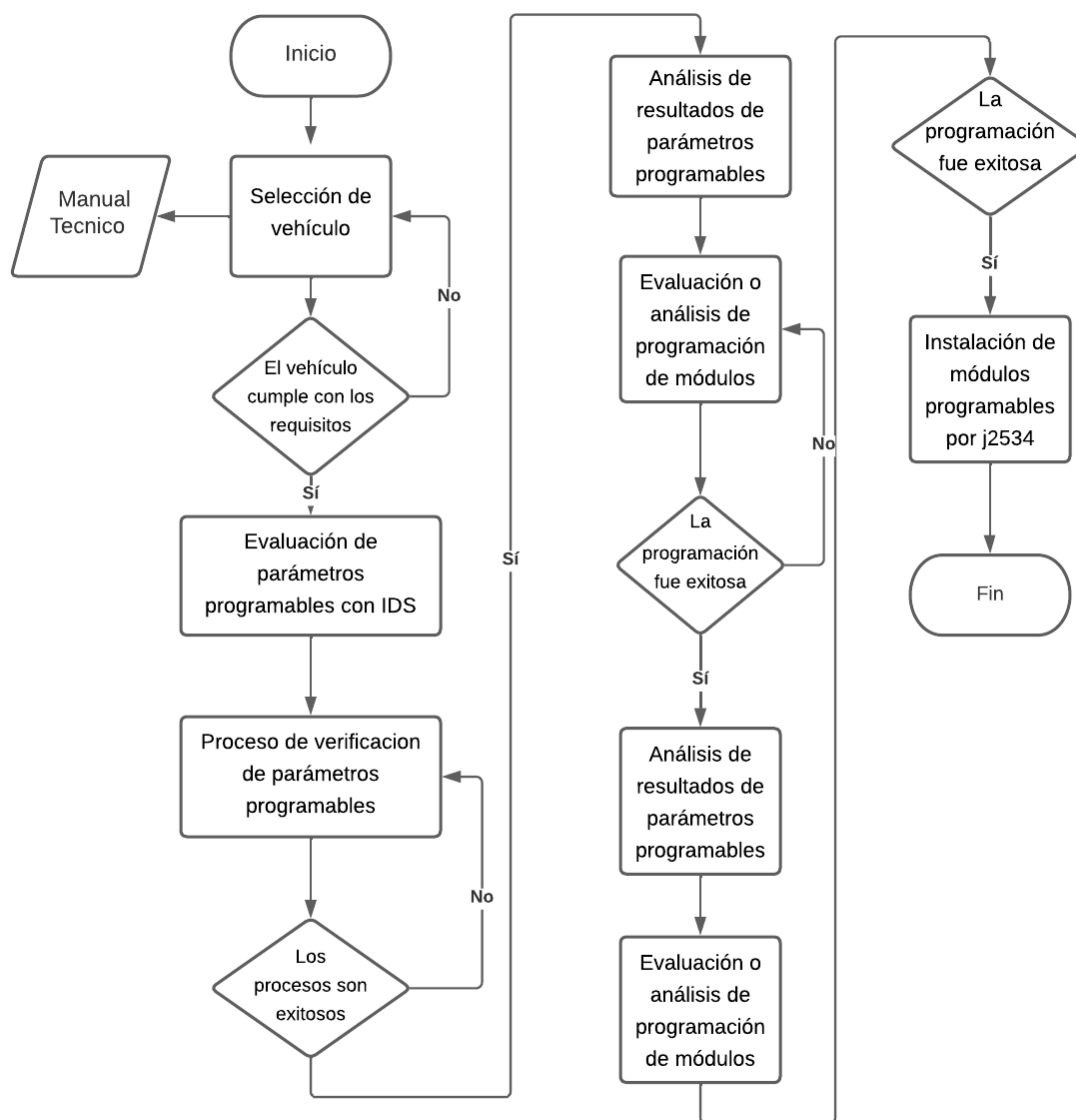 Inicio
Manual
Tecnico
Selección de
vehículo
No
El vehículo
cumple con los
requisitos
Sí
Evaluación de
parámetros
programables con IDS
Proceso de verificacion
de parámetros
programables
No
Los
procesos son
exitosos
Sí
Análisis de
resultados de
parámetros
programables
Evaluación o
análisis de
programación
de módulos
No
La
programación
fue exitosa
Sí
Análisis de
resultados de
parámetros
programables
Evaluación o
análisis de
programación
de módulos
La
programación
fue exitosa
Sí
Instalación de
módulos
programables
por j2534
Fin